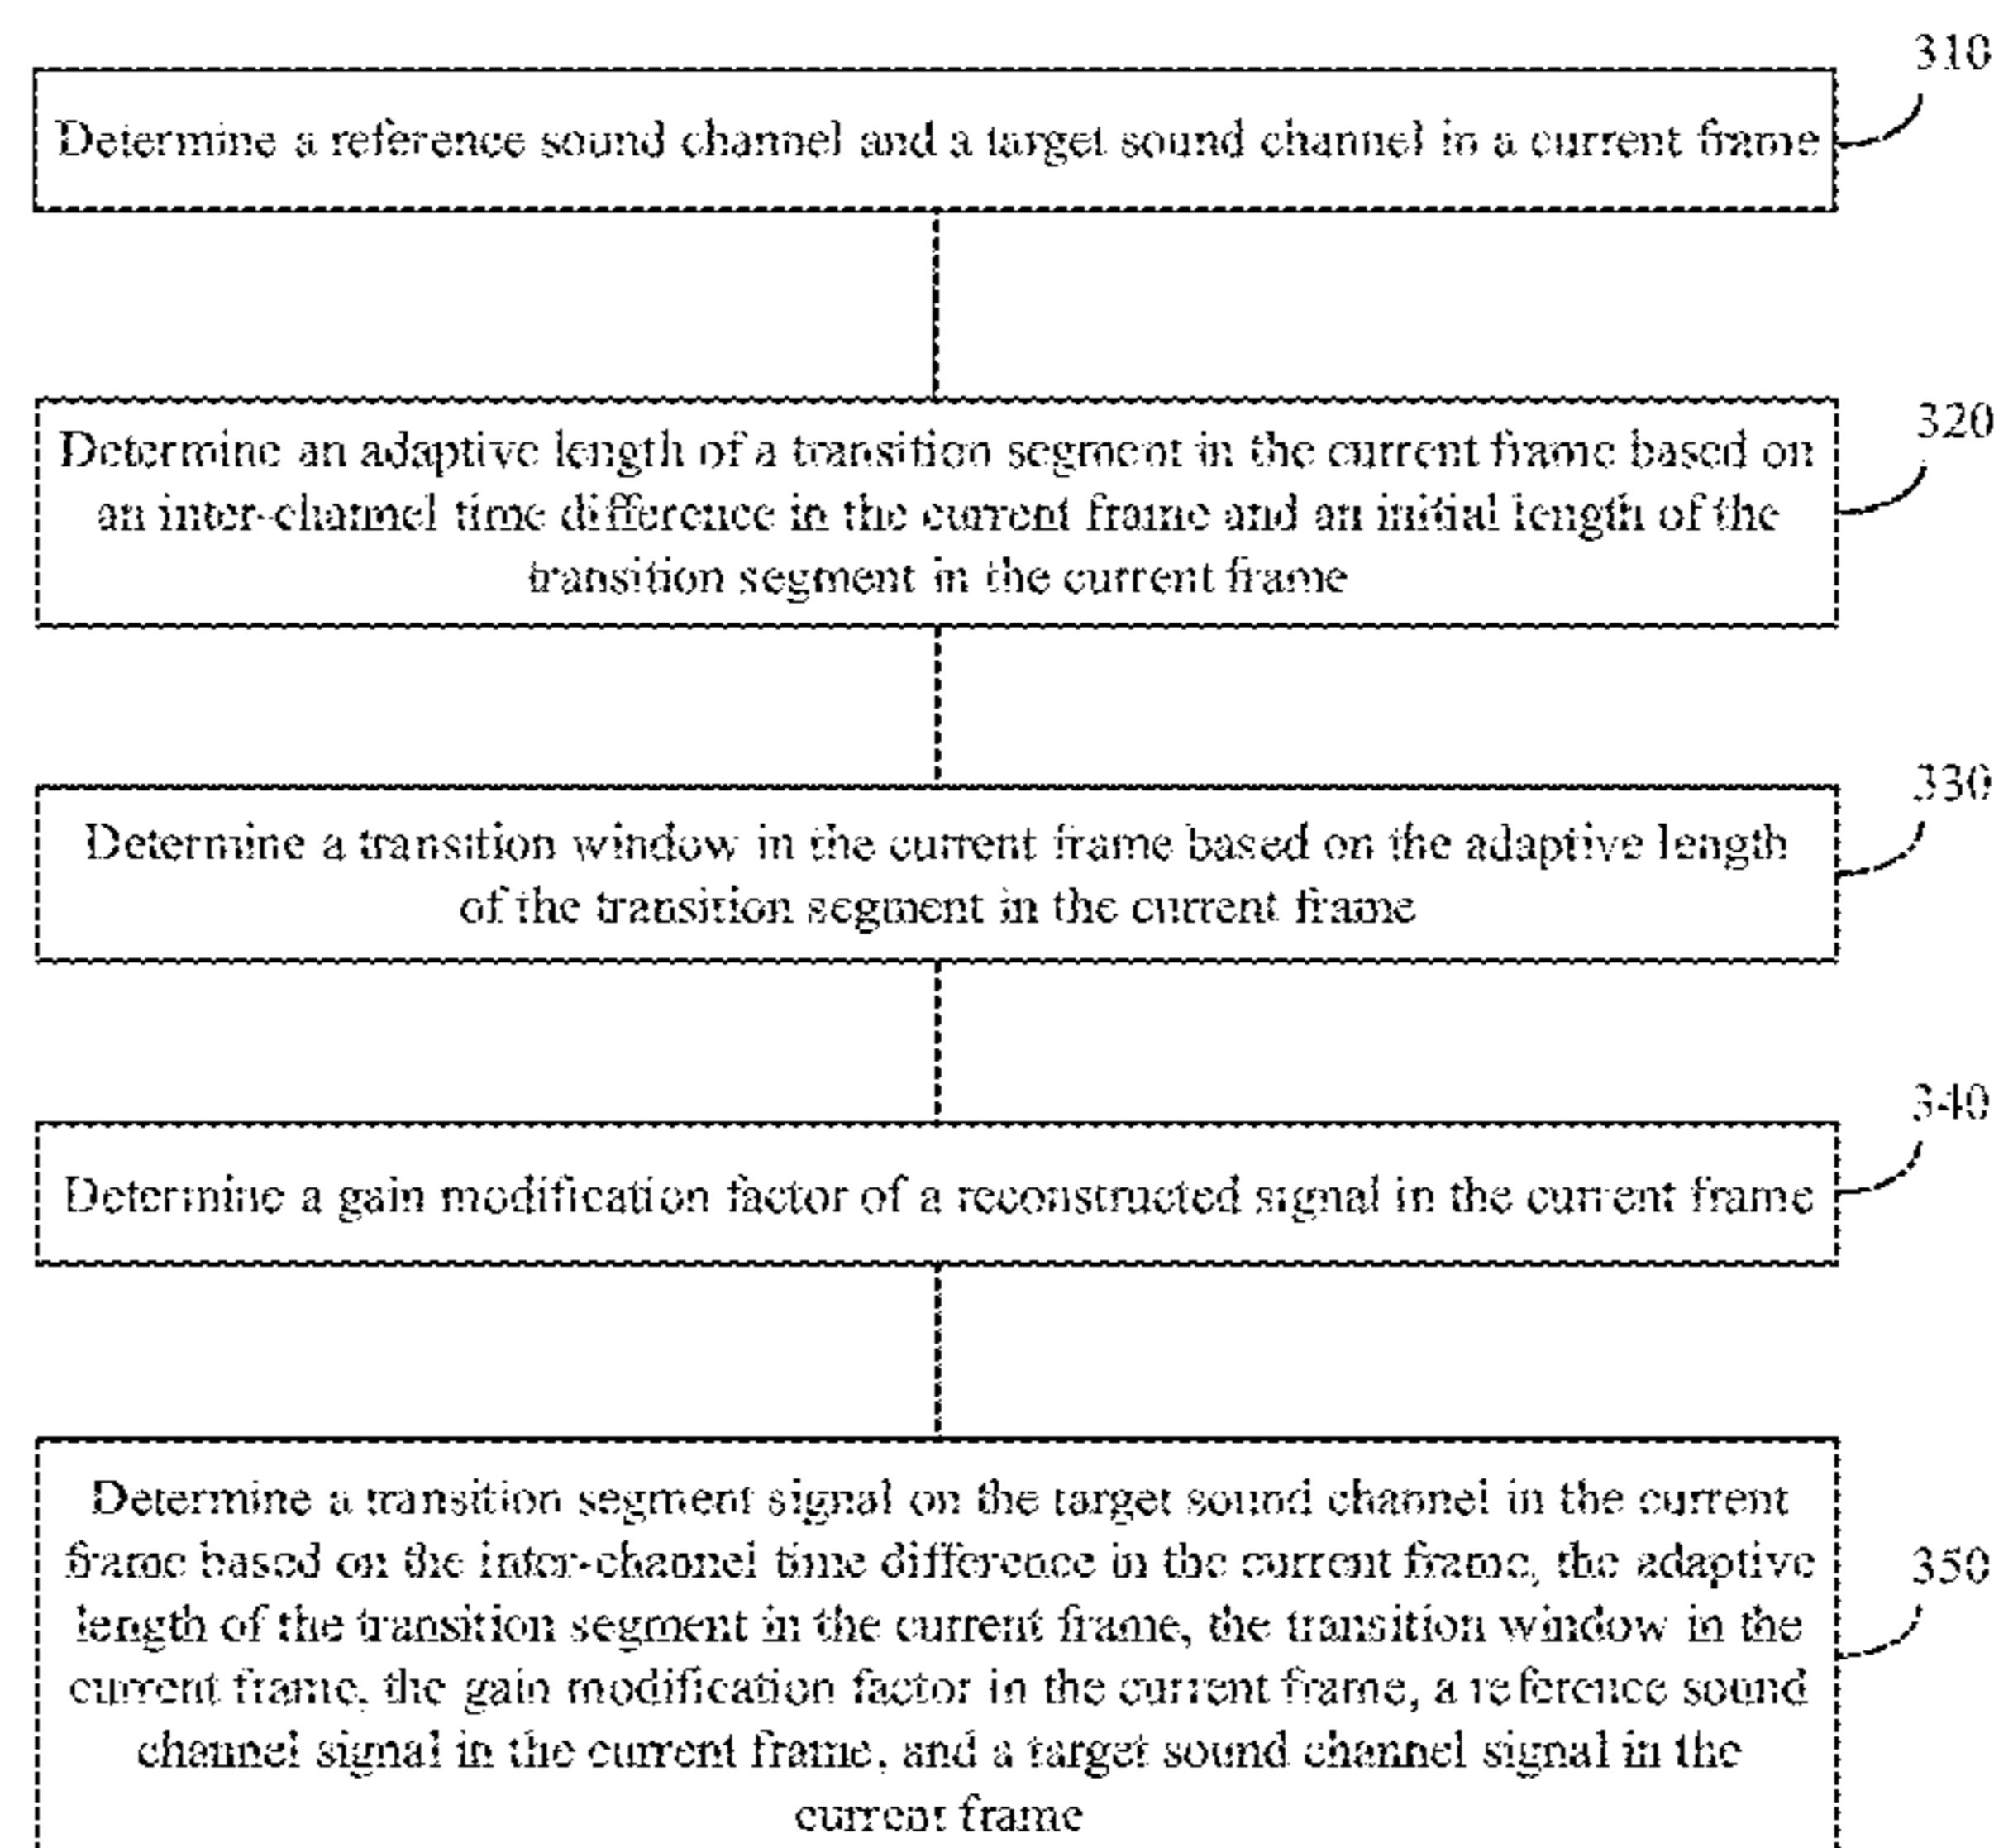 310
Determine a reference sound channel and a target sound channel in a current frame
320
Determine an adaptive length of a transition segment in the current frame based on
an inter-channel time difference in the current frame and an initial length of the
transition segment in the current frame
330
Determine a transition window in the current frame based on the adaptive length
of the transition segment in the current frame
340
Determine a gain modification factor of a reconstructed signal in the current frame
350
Determine a transition segment signal on the target sound channel in the current
frame based on the inter-channel time difference in the current frame, the adaptive
length of the transition segment in the current frame, the transition window in the
current frame, the gain modification factor in the current frame, a reference sound
channel signal in the current frame, and a target sound channel signal in the
current frame